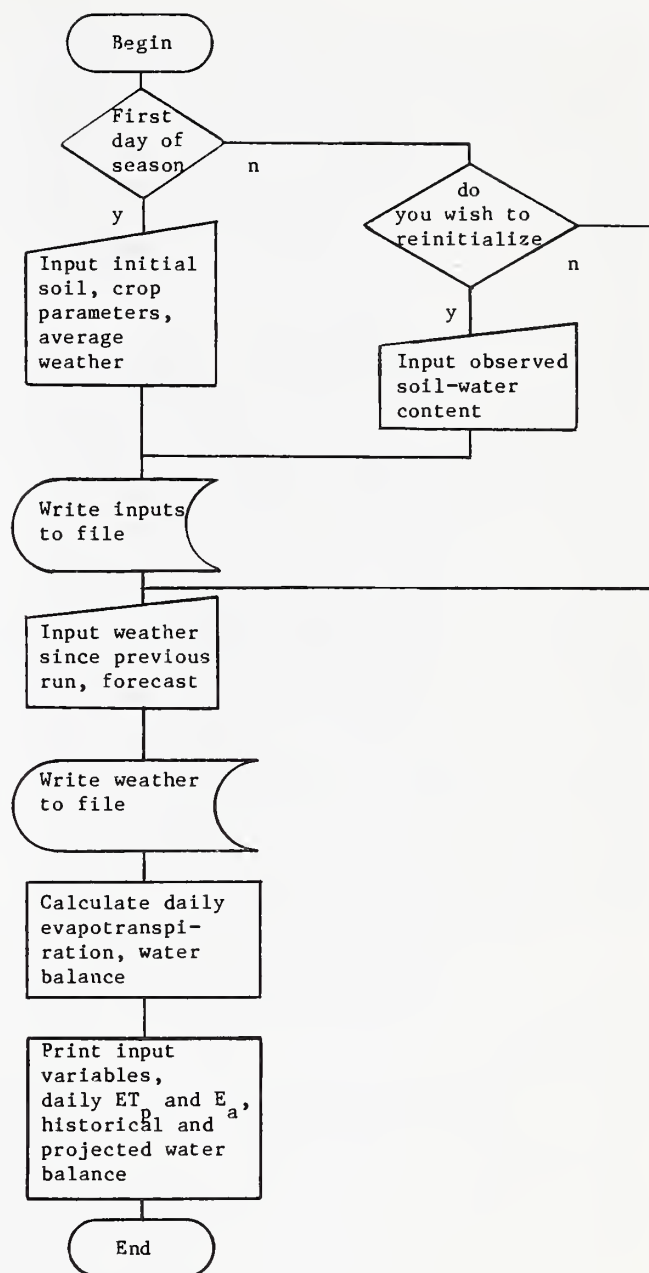 Begin
First
day of
season
n
y
do
you wish to
reinitialize
n
y
Input initial
soil, crop
parameters,
average
weather
Input observed
soil-water
content
Write inputs
to file
Input weather
since previous
run, forecast
Write weather
to file
Calculate daily
evapotranspi-
ration, water
balance
Print input
variables,
daily ETp and Ea,
historical and
projected water
balance
End